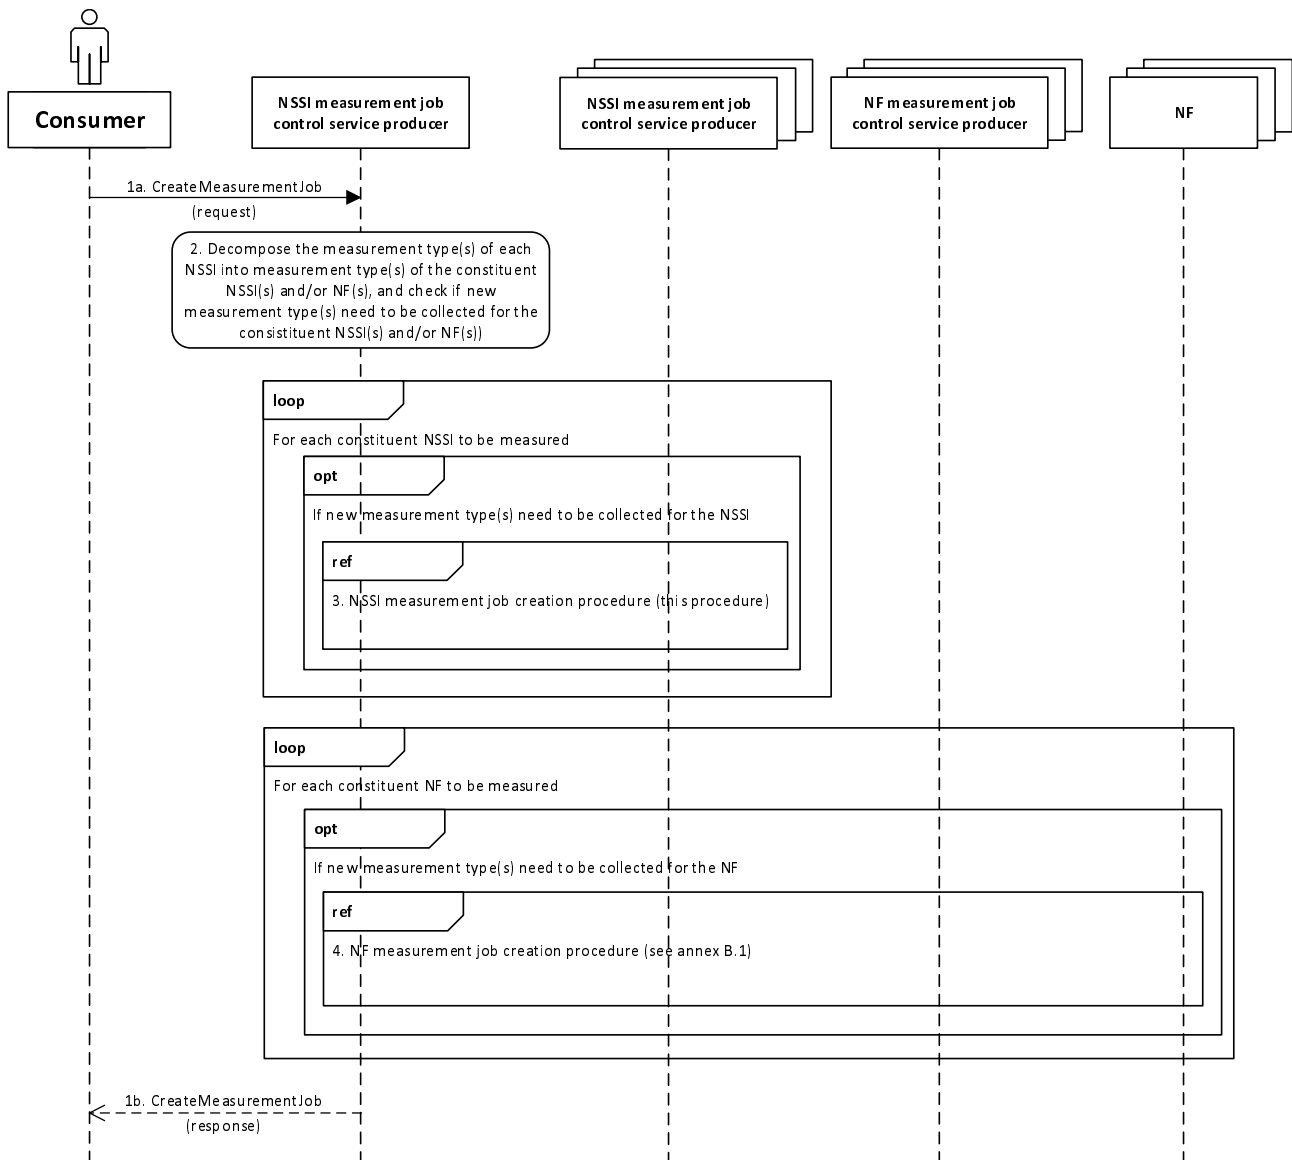 Consumer
NSSI measurement job
control service producer
NSSI measurement job
control service producer
NF measurement job
control service producer
NF
1a. CreateMeasurementJob
(request)
2. Decompose the measurement type(s) of each
NSSI into measurement type(s) of the constituent
NSSI(s) and/or NF(s), and check if new
measurement type(s) need to be collected for the
consistituent NSSI(s) and/or NF(s))
loop
For each constituent NSSI to be measured
opt
If new measurement type(s) need to be collected for the NSSI
ref
3. NSSI measurement job creation procedure (this procedure)
loop
For each constituent NF to be measured
opt
If new measurement type(s) need to be collected for the NF
ref
4. NF measurement job creation procedure (see annex B.1)
1b. CreateMeasurementJob
(response)